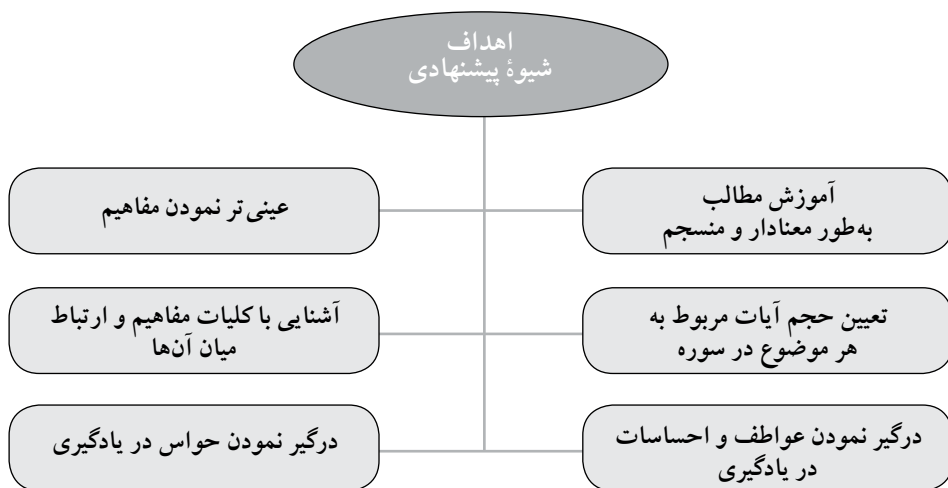 اهداف
شیوهٔ پیشنهادی
آموزش مطالب
به‌طور معنادار و منسجم
عینی‌تر نمودن مفاهیم
تعیین حجم آیات مربوط به
هر موضوع در سوره
آشنایی با کلیات مفاهیم و ارتباط
میان آن‌ها
درگیر نمودن عواطف و احساسات
در یادگیری
درگیر نمودن حواس در یادگیری